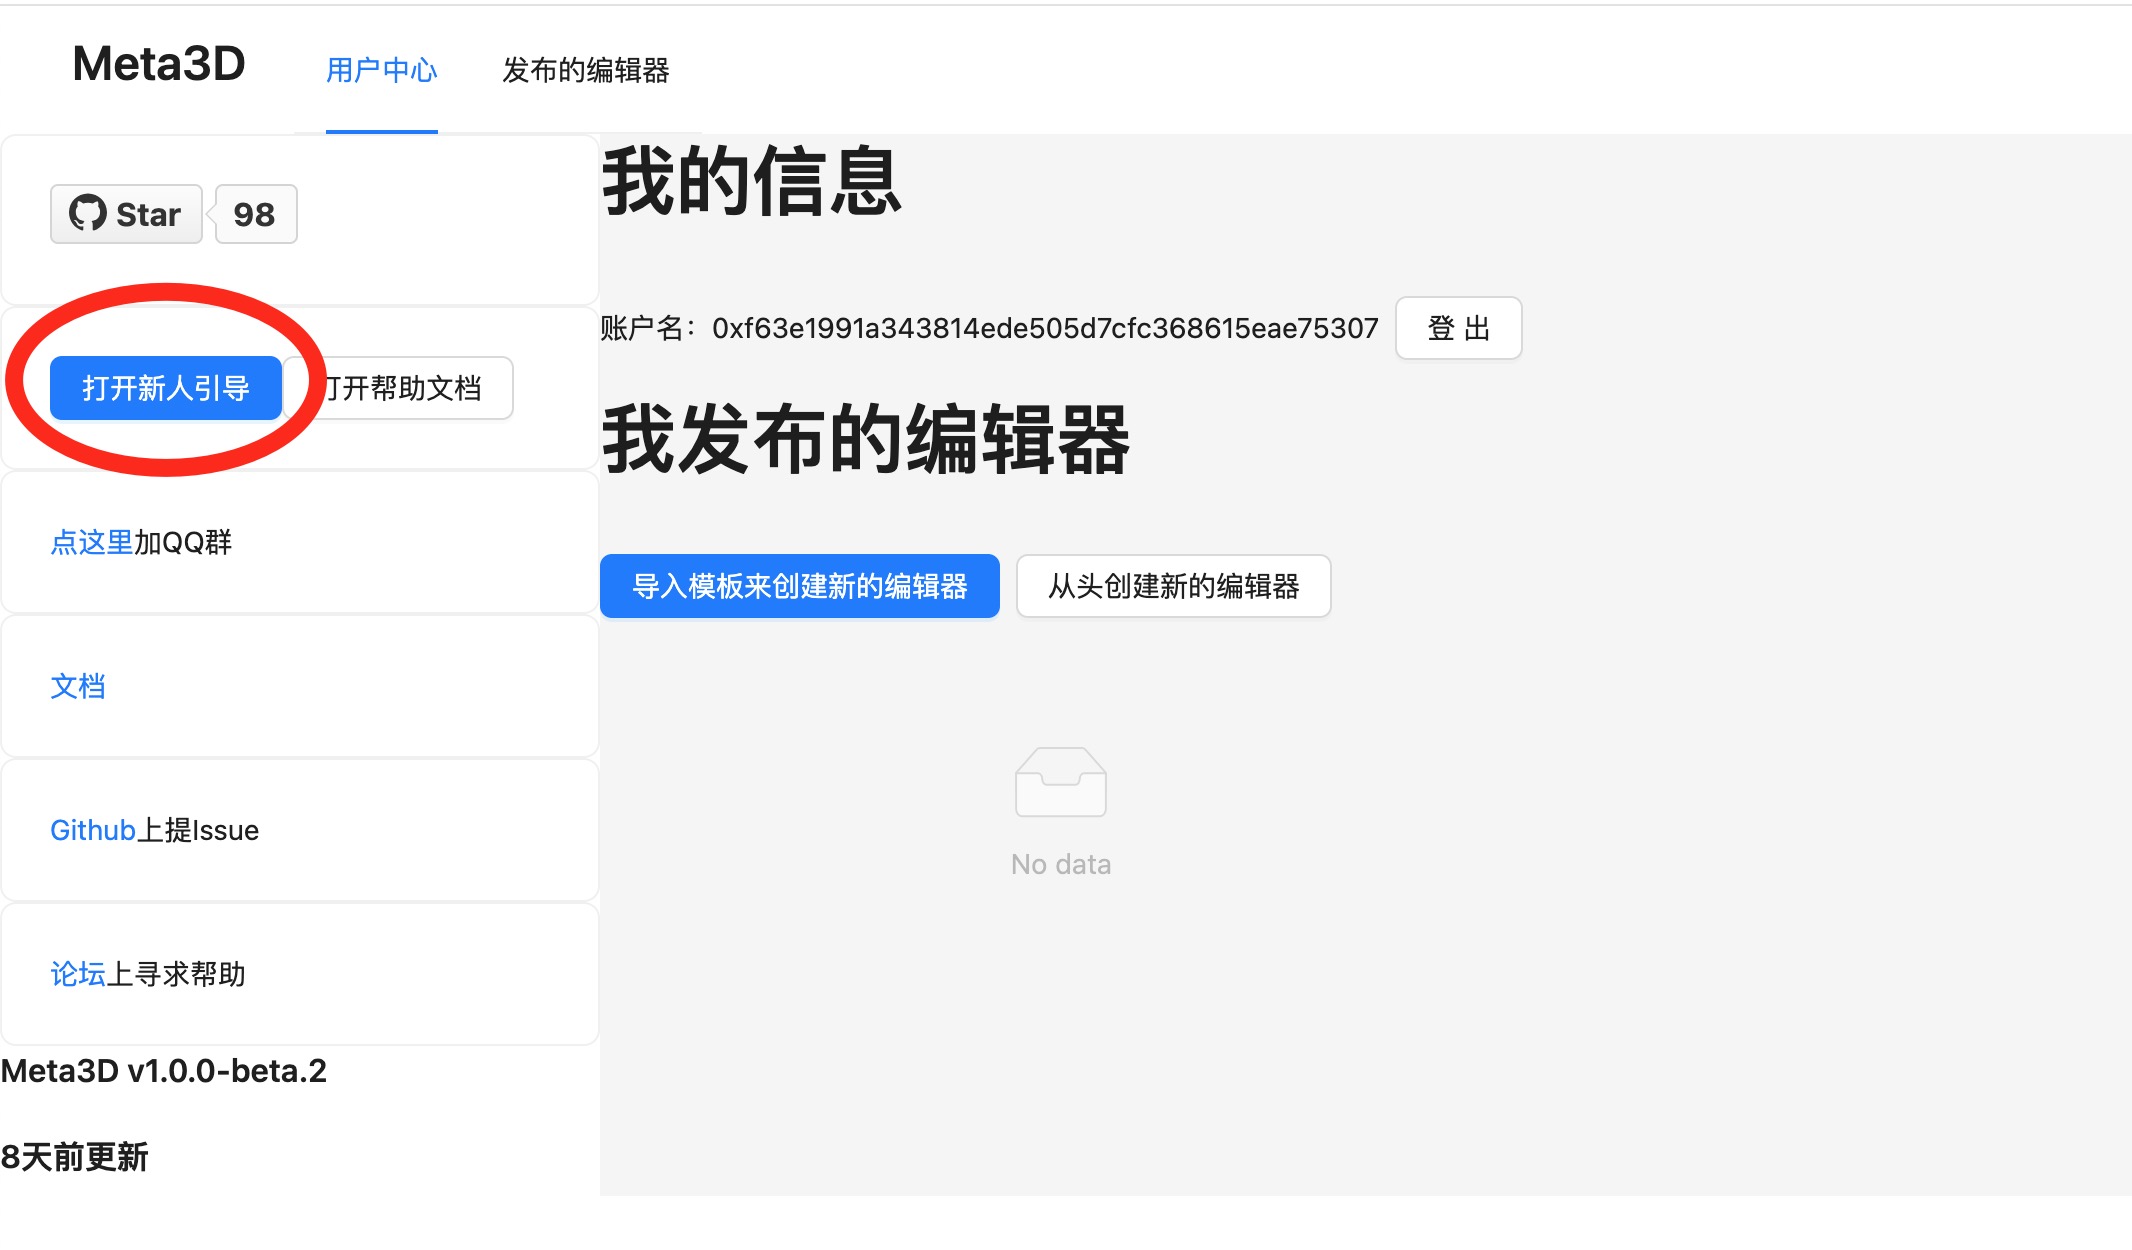 Meta3D
用户中心
发布的编辑器
Star
98
打开新人引导
打开帮助文档
点这里加QQ群
文档
Github上提Issue
论坛上寻求帮助
Meta3D v1.0.0-beta.2
8天前更新
我的信息
账户名：0xf63e1991a343814ede505d7cfc368615eae75307
登 出
我发布的编辑器
导入模板来创建新的编辑器
从头创建新的编辑器
No data